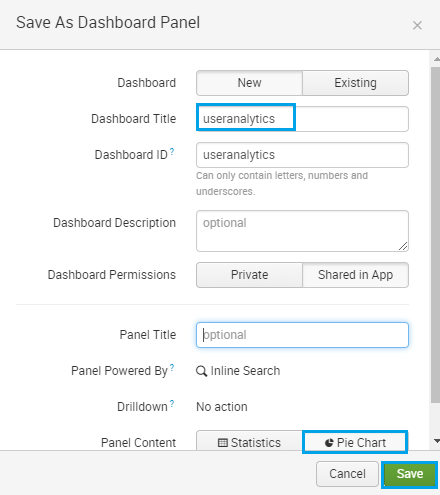 Save As Dashboard Panel ×
Dashboard New Existing
Dashboard Title useranalytics
Dashboard ID? useranalytics
Can only contain letters, numbers and
underscores.
Dashboard Description optional
Dashboard Permissions Private Shared in App
Panel Title optional
Panel Powered By? Inline Search
Drilldown? No action
Panel Content Statistics Pie Chart
Cancel Save